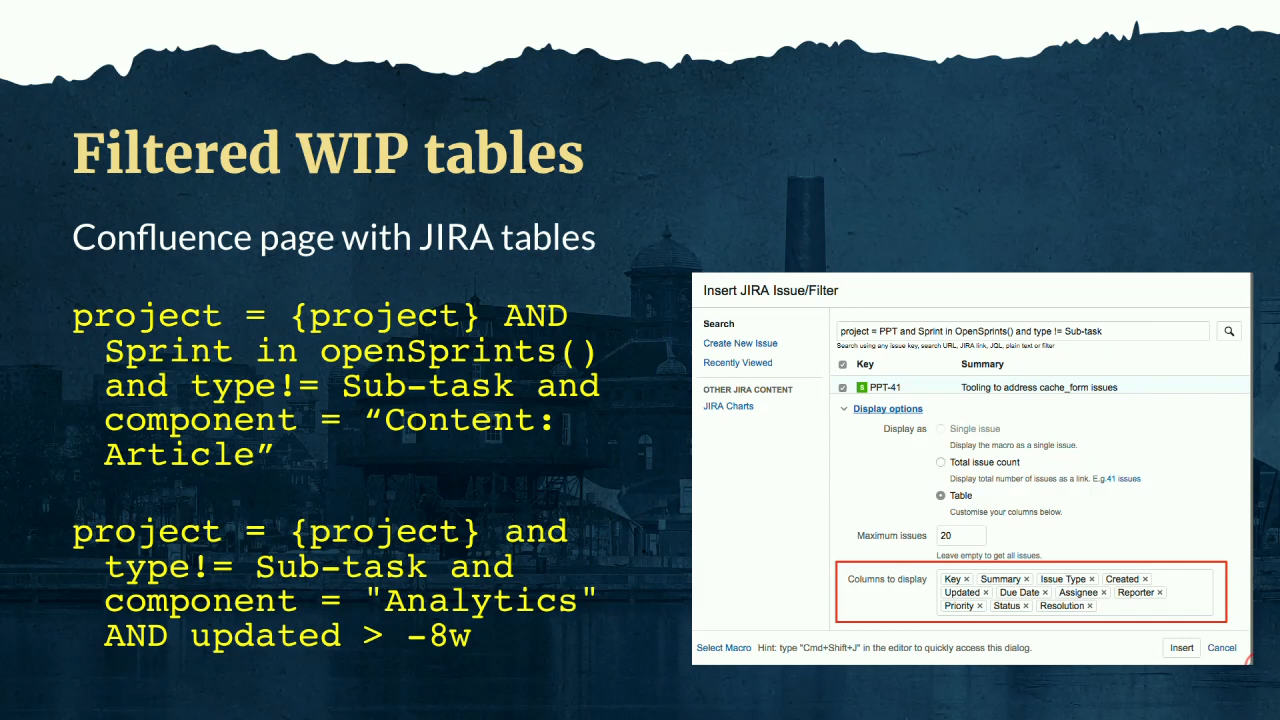 Filtered WIP tables
Confluence page with JIRA tables
project = {project} AND
Sprint in openSprints()
and type!= Sub-task and
component = “Content:
Article”
project = {project} and
type!= Sub-task and
component = "Analytics"
AND updated > -8w
Insert JIRA Issue/Filter
Search
Create New Issue
Recently Viewed
OTHER JIRA CONTENT
JIRA Charts
project = PPT and Sprint in OpenSprints() and type != Sub-task
Search using any issue key, search URL, JIRA link, JQL, plain text or filter
Key Summary
S PPT-41 Tooling to address cache_form issues
Display options
Display as Single issue
Display the macro as a single issue.
Total issue count
Display total number of issues as a link. E.g.41 issues
Table
Customise your columns below.
Maximum issues 20
Leave empty to get all issues.
Columns to display Key × Summary × Issue Type × Created ×
Updated × Due Date × Assignee × Reporter ×
Priority × Status × Resolution ×
Select Macro Hint: type "Cmd+Shift+J" in the editor to quickly access this dialog. Insert Cancel